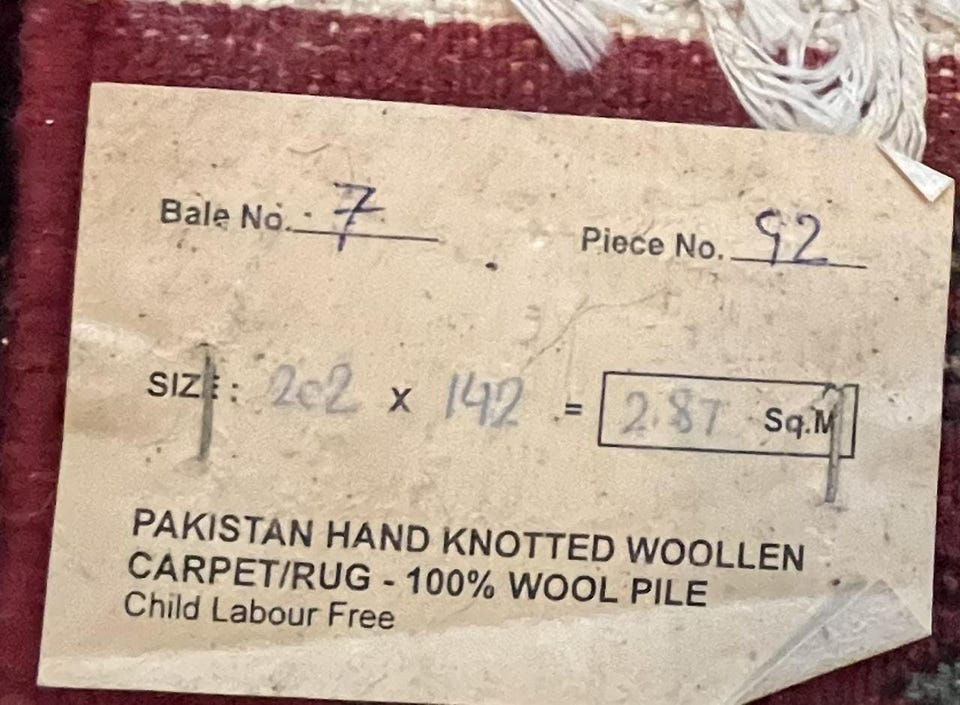 Bale No. 7 Piece No. 92
SIZE: 202 x 142 = 2.87 Sq.M
PAKISTAN HAND KNOTTED WOOLLEN
CARPET/RUG - 100% WOOL PILE
Child Labour Free